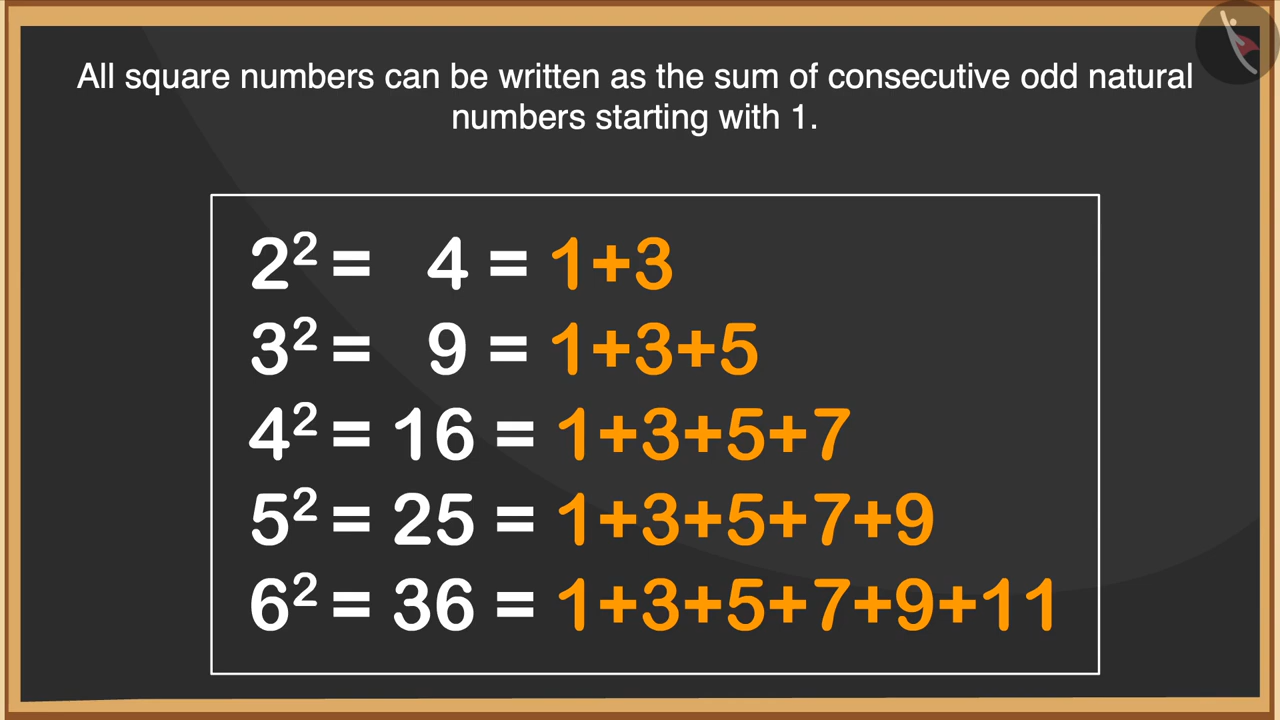 All square numbers can be written as the sum of consecutive odd natural
numbers starting with 1.
2² = 4 = 1+3
3² = 9 = 1+3+5
4² = 16 = 1+3+5+7
5² = 25 = 1+3+5+7+9
6² = 36 = 1+3+5+7+9+11